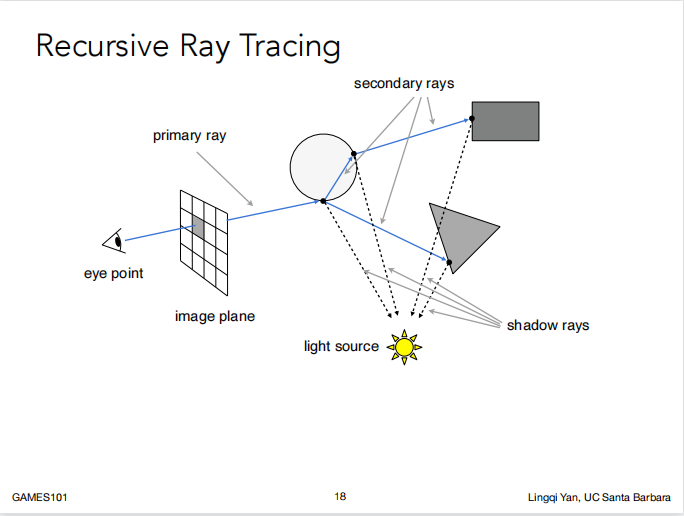 Recursive Ray Tracing
secondary rays
primary ray
eye point
image plane
shadow rays
light source
GAMES101
18
Lingqi Yan, UC Santa Barbara